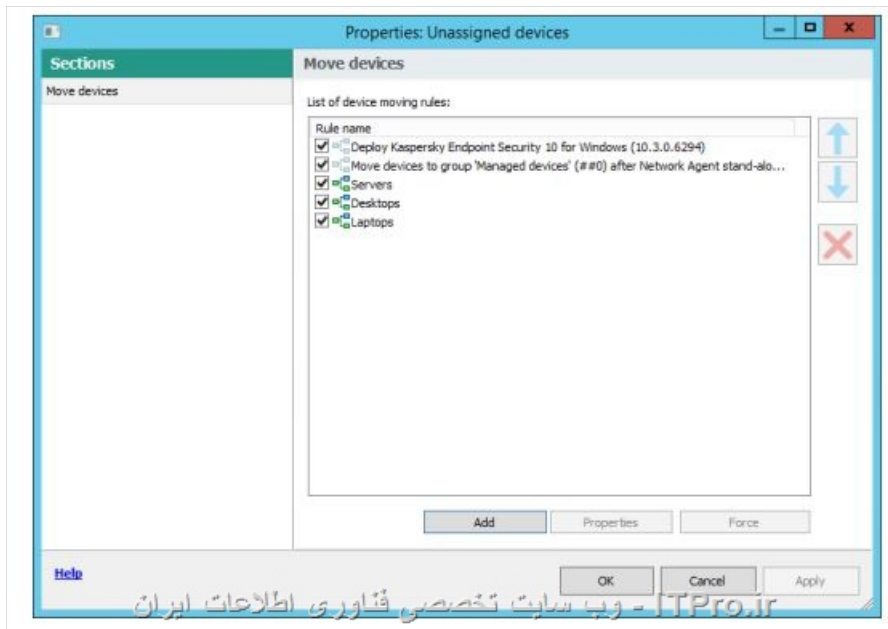 Properties: Unassigned devices
Sections
Move devices
Move devices
List of device moving rules:
Rule name
Deploy Kaspersky Endpoint Security 10 for Windows (10.3.0.6294)
Move devices to group 'Managed devices' (##0) after Network Agent stand-alo...
Servers
Desktops
Laptops
Add
Properties
Force
Help
OK
Cancel
Apply
ITPro.ir - وب سایت تخصصی فناوری اطلاعات ایران